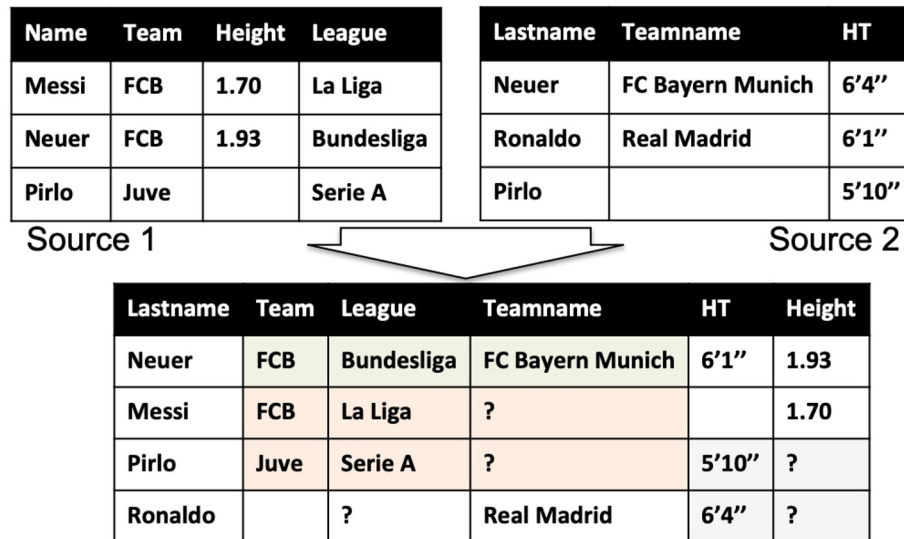 Name Team Height League
Messi FCB 1.70 La Liga
Neuer FCB 1.93 Bundesliga
Pirlo Juve Serie A
Source 1
Lastname Teamname HT
Neuer FC Bayern Munich 6’4’’
Ronaldo Real Madrid 6’1’’
Pirlo 5’10’’
Source 2
Lastname Team League Teamname HT Height
Neuer FCB Bundesliga FC Bayern Munich 6’1’’ 1.93
Messi FCB La Liga ? 1.70
Pirlo Juve Serie A ? 5’10’’ ?
Ronaldo ? Real Madrid 6’4’’ ?